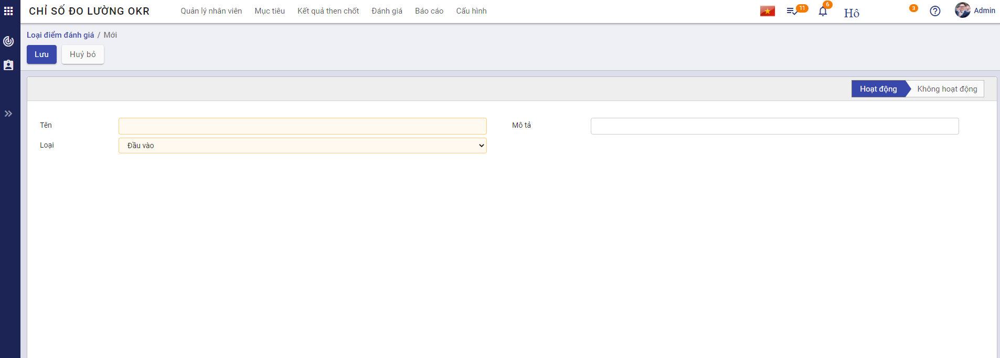 CHỈ SỐ ĐO LƯỜNG OKR Quản lý nhân viên Mục tiêu Kết quả then chốt Đánh giá Báo cáo Cấu hình 11 6 Hô 3 Admin
Loại điểm đánh giá / Mới
Lưu Huỷ bỏ
Hoạt động Không hoạt động
Tên Mô tả
Loại Đầu vào